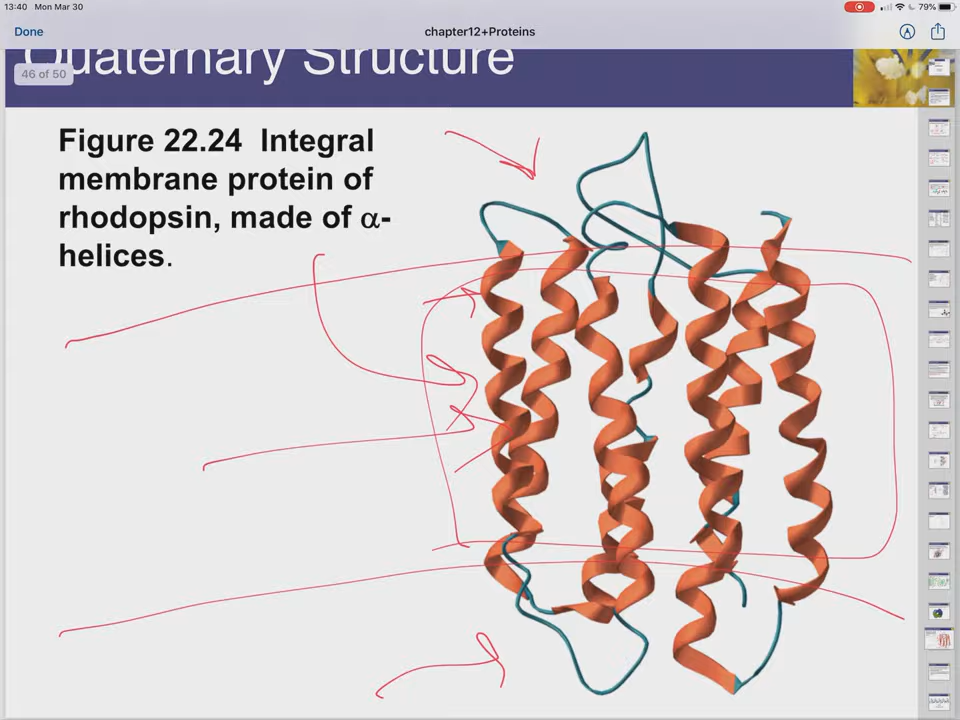 13:40 Mon Mar 30
79%
Done
chapter12+Proteins
Quaternary Structure
46 of 50
Figure 22.24 Integral
membrane protein of
rhodopsin, made of α-
helices.